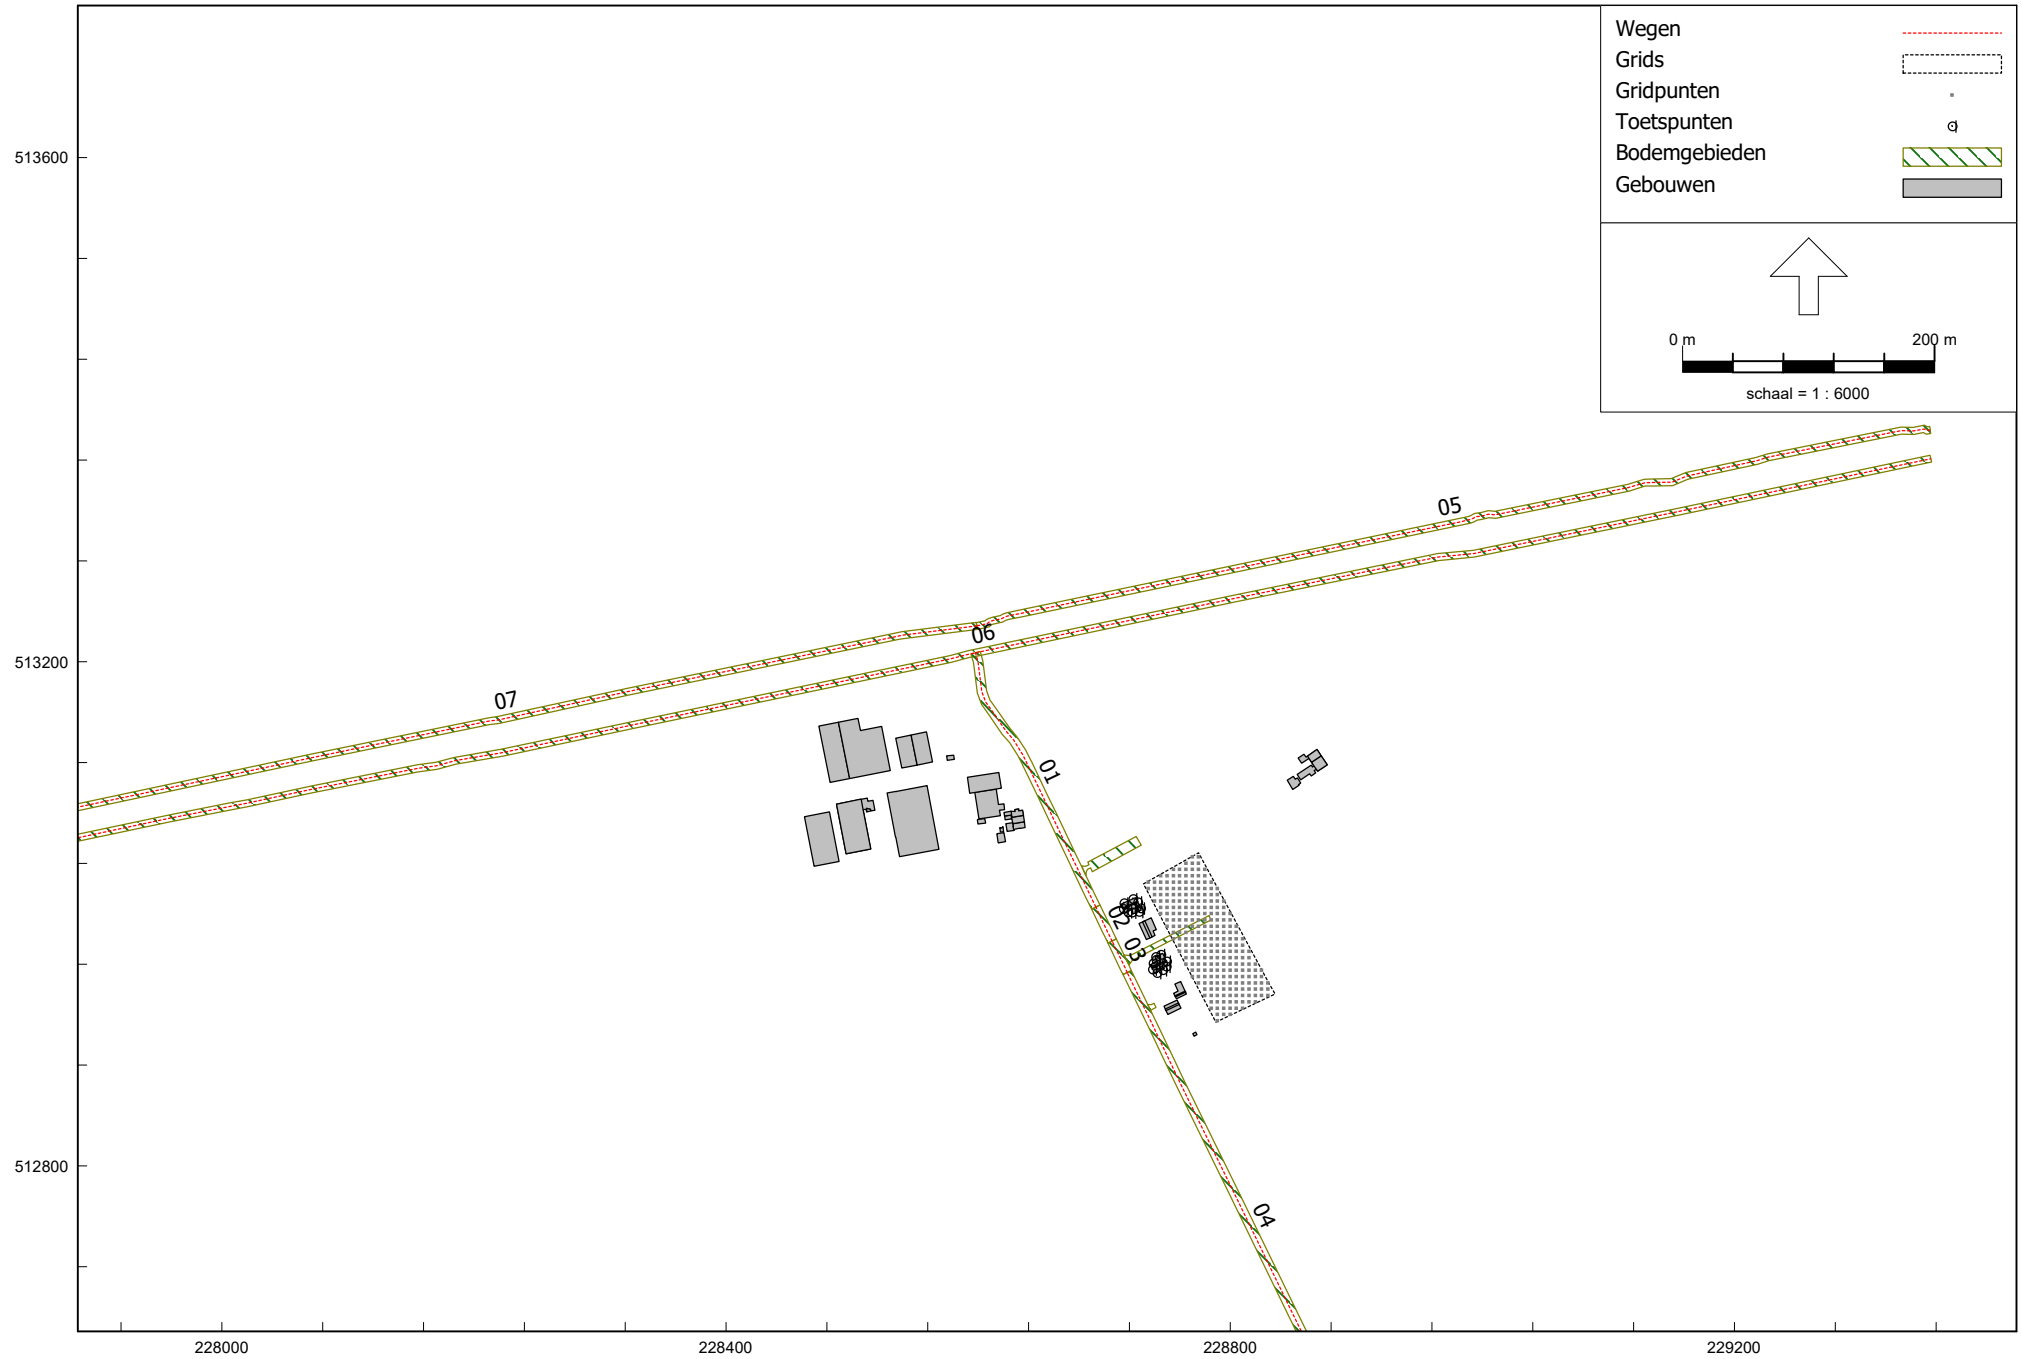 Wegen
Grids
Gridpunten
Toetspunten
Bodemgebieden
Gebouwen
0 m 200 m
schaal = 1 : 6000
513600
513200
512800
05
06
07
01
02
03
04
228000 228400 228800 229200